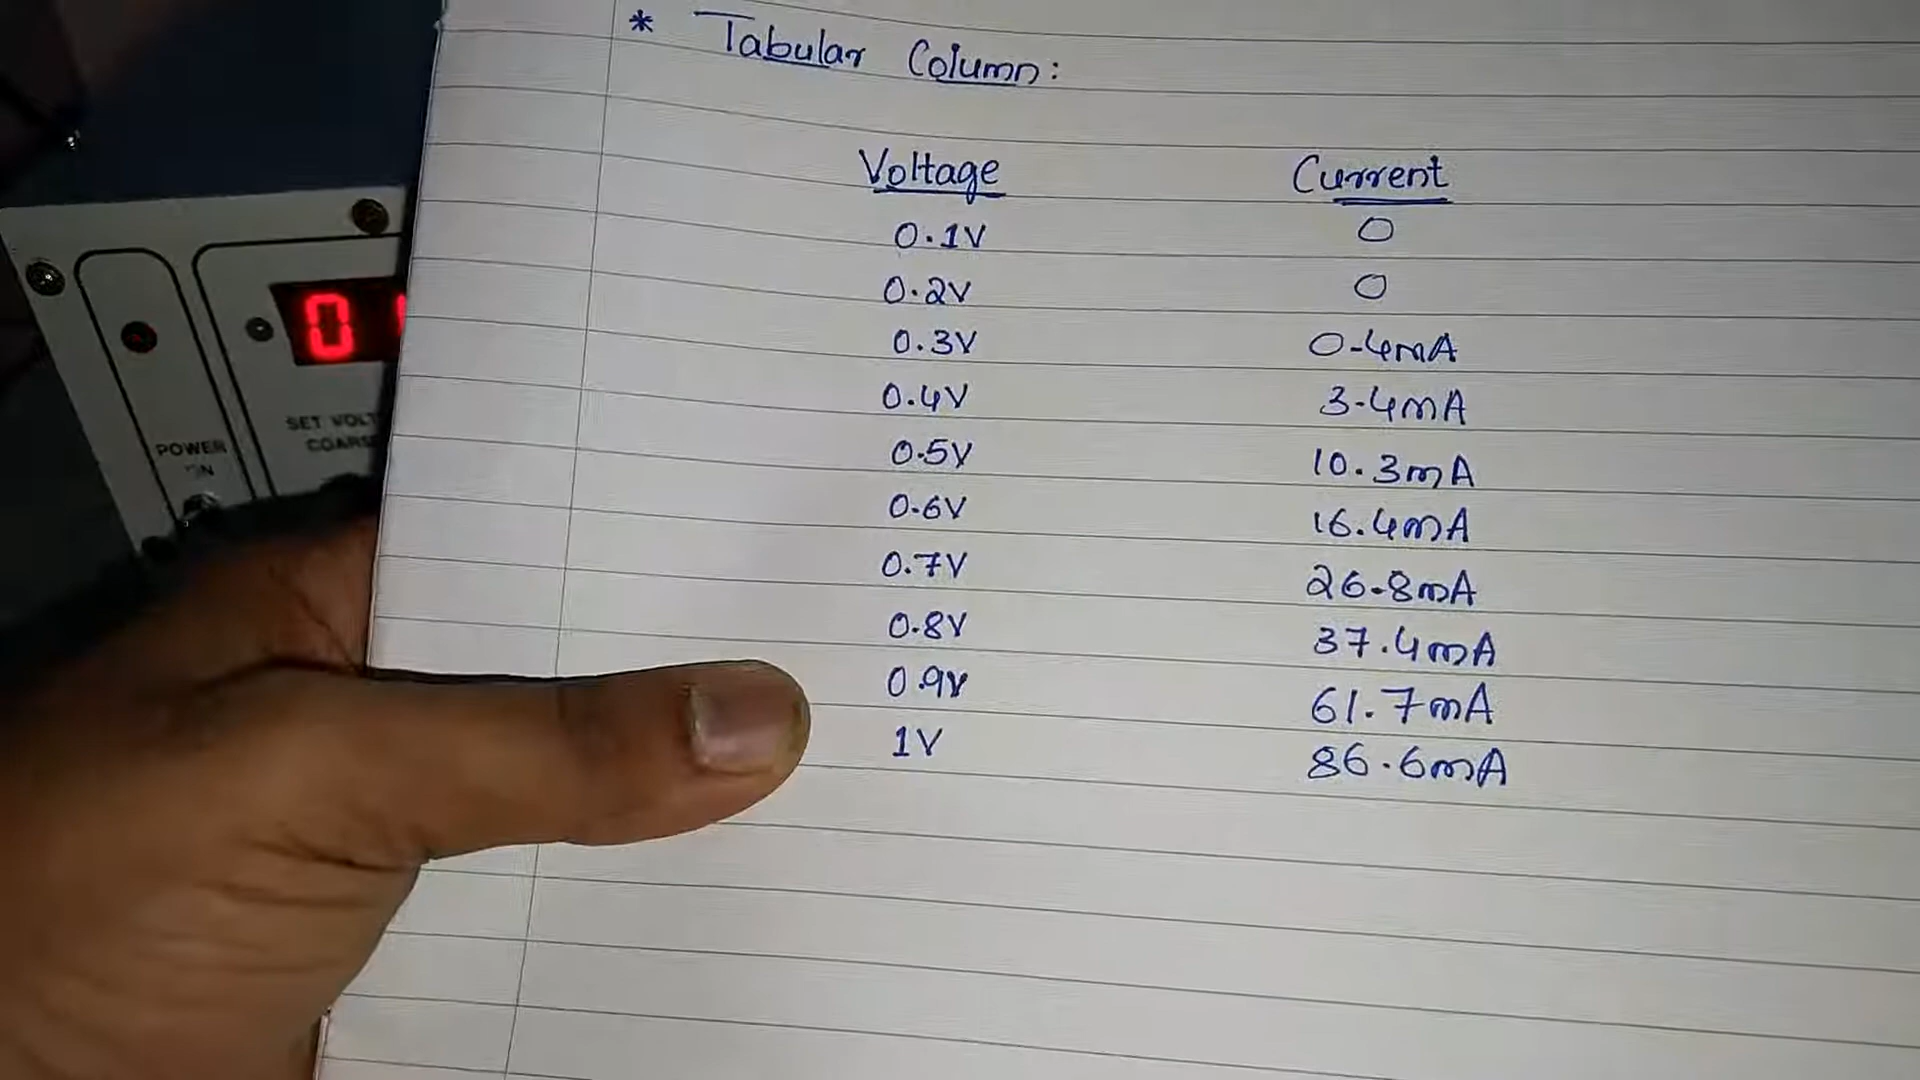 * Tabular Column:
Voltage Current
0.1V 0
0.2V 0
0.3V 0.4mA
0.4V 3.4mA
0.5V 10.3mA
0.6V 16.4mA
0.7V 26.8mA
0.8V 37.4mA
0.9V 61.7mA
1V 86.6mA
0
SET VOLT
COARSE
POWER
ON